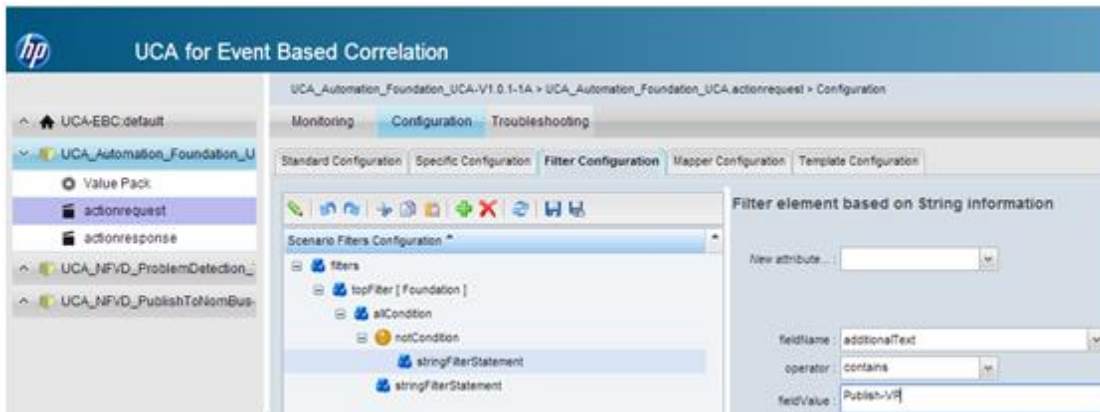 hp
UCA for Event Based Correlation
UCA_Automation_Foundation_UCA-V1.0.1-1A > UCA_Automation_Foundation_UCA.actionrequest > Configuration
UCA-EBC:default
Monitoring Configuration Troubleshooting
UCA_Automation_Foundation_U
Standard Configuration Specific Configuration Filter Configuration Mapper Configuration Template Configuration
Value Pack
actionrequest
actionresponse
UCA_NFVD_ProblemDetection_
UCA_NFVD_PublishToNomBus-
Scenario Filters Configuration
filters
topFilter [ Foundation ]
allCondition
notCondition
stringFilterStatement
stringFilterStatement
Filter element based on String information
New attribute... :
fieldName : additionalText
operator : contains
fieldValue : Publish-VP